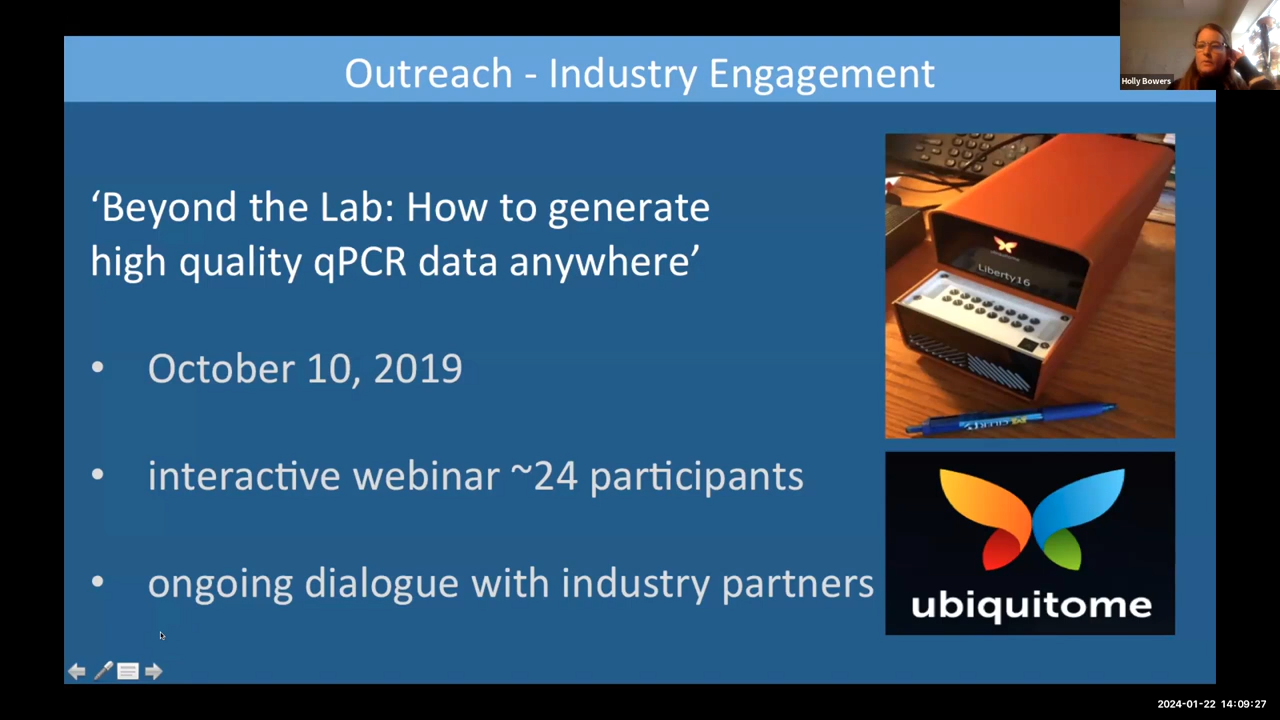 Outreach - Industry Engagement
Holly Bowers
‘Beyond the Lab: How to generate
high quality qPCR data anywhere’
• October 10, 2019
• interactive webinar ~24 participants
• ongoing dialogue with industry partners
Liberty16
ubiquitome
2024-01-22 14:09:27